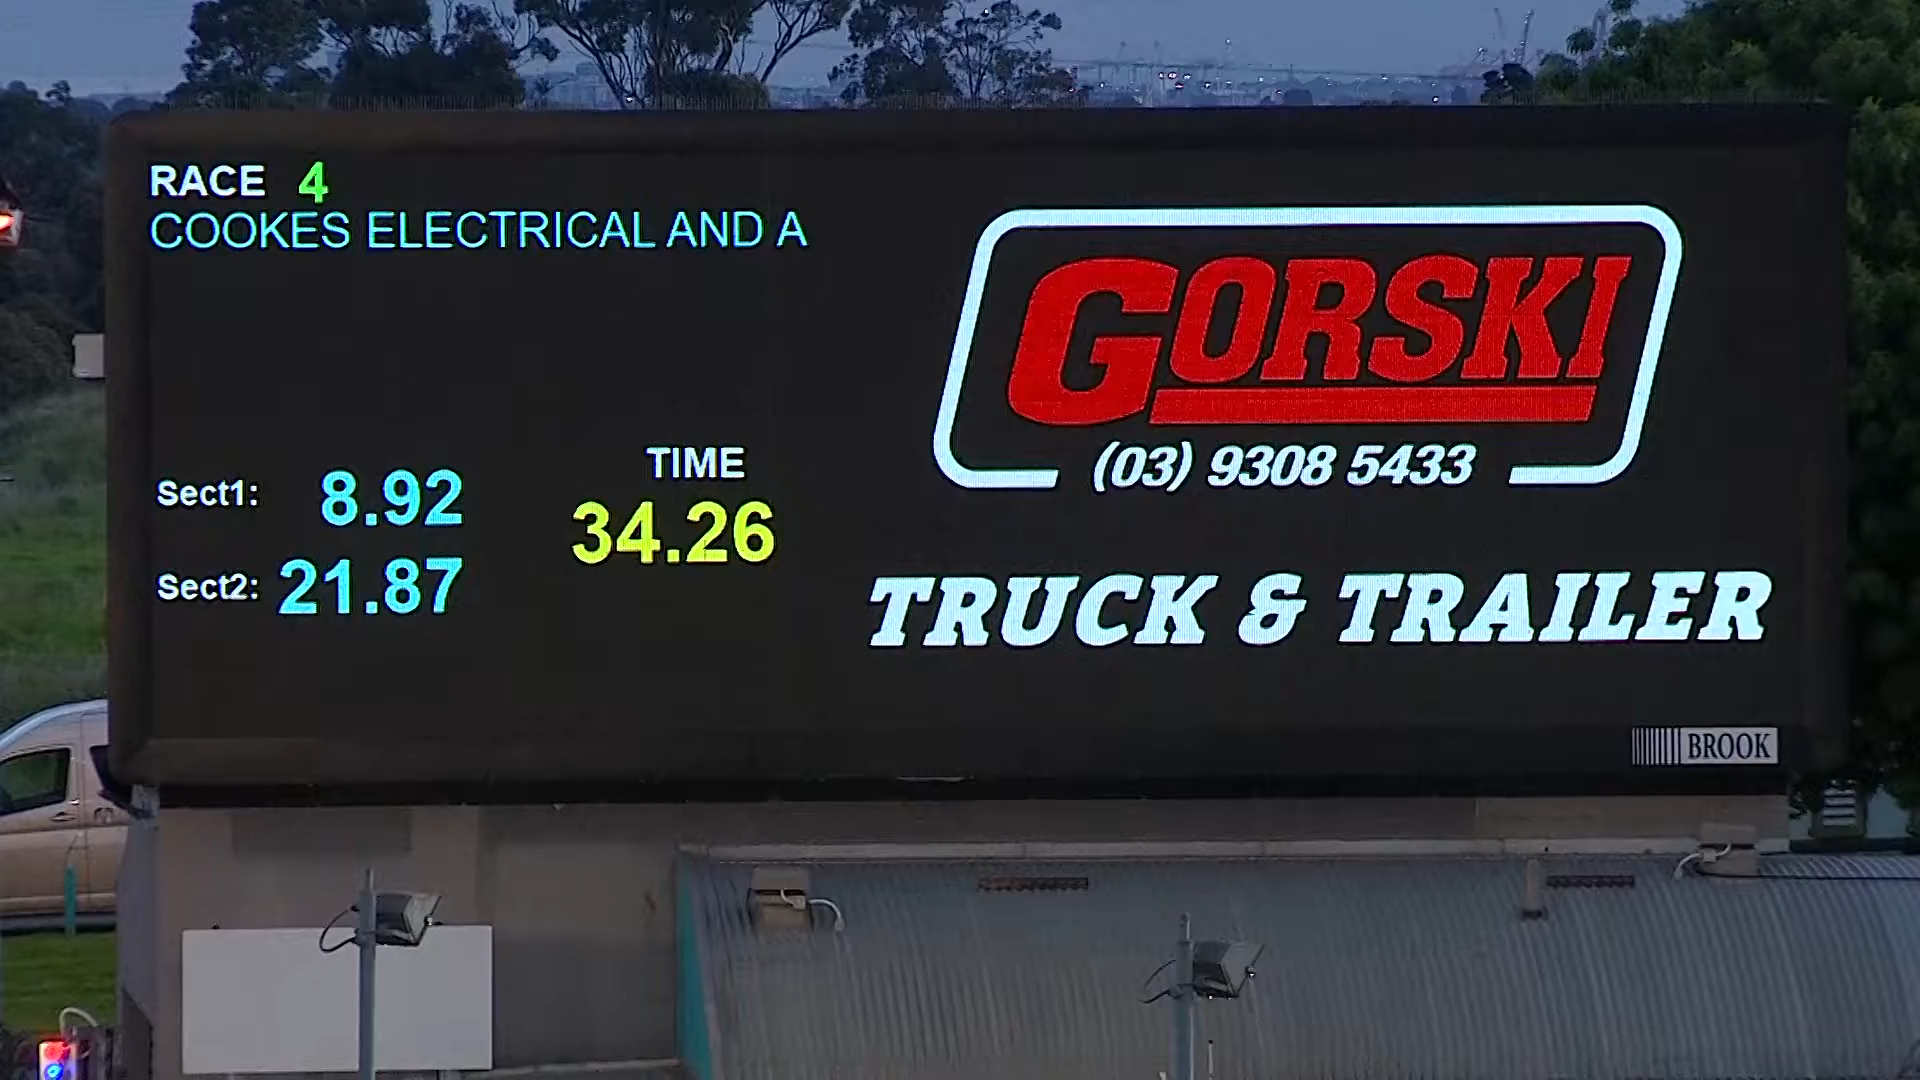 RACE 4
COOKES ELECTRICAL AND A
Sect1: 8.92
Sect2: 21.87
TIME
34.26
GORSKI
(03) 9308 5433
TRUCK & TRAILER
BROOK